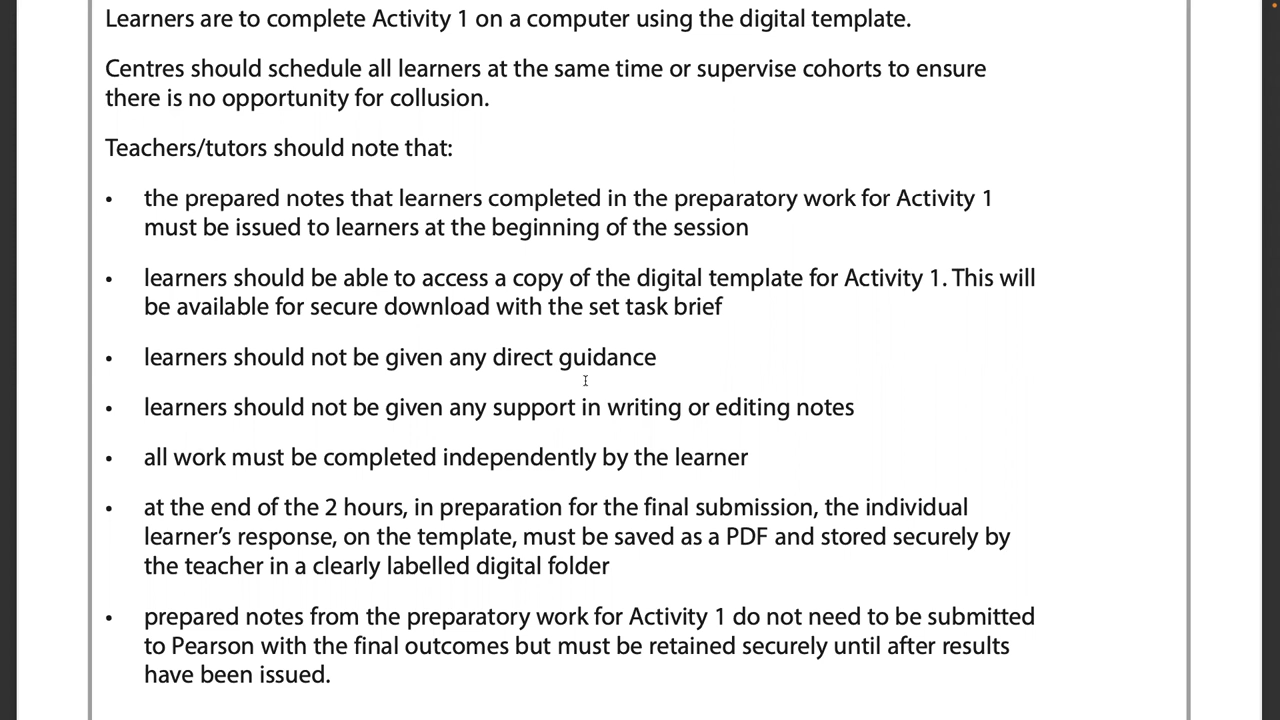 Learners are to complete Activity 1 on a computer using the digital template.
Centres should schedule all learners at the same time or supervise cohorts to ensure
there is no opportunity for collusion.
Teachers/tutors should note that:
• the prepared notes that learners completed in the preparatory work for Activity 1
must be issued to learners at the beginning of the session
• learners should be able to access a copy of the digital template for Activity 1. This will
be available for secure download with the set task brief
• learners should not be given any direct guidance
• learners should not be given any support in writing or editing notes
• all work must be completed independently by the learner
• at the end of the 2 hours, in preparation for the final submission, the individual
learner’s response, on the template, must be saved as a PDF and stored securely by
the teacher in a clearly labelled digital folder
• prepared notes from the preparatory work for Activity 1 do not need to be submitted
to Pearson with the final outcomes but must be retained securely until after results
have been issued.